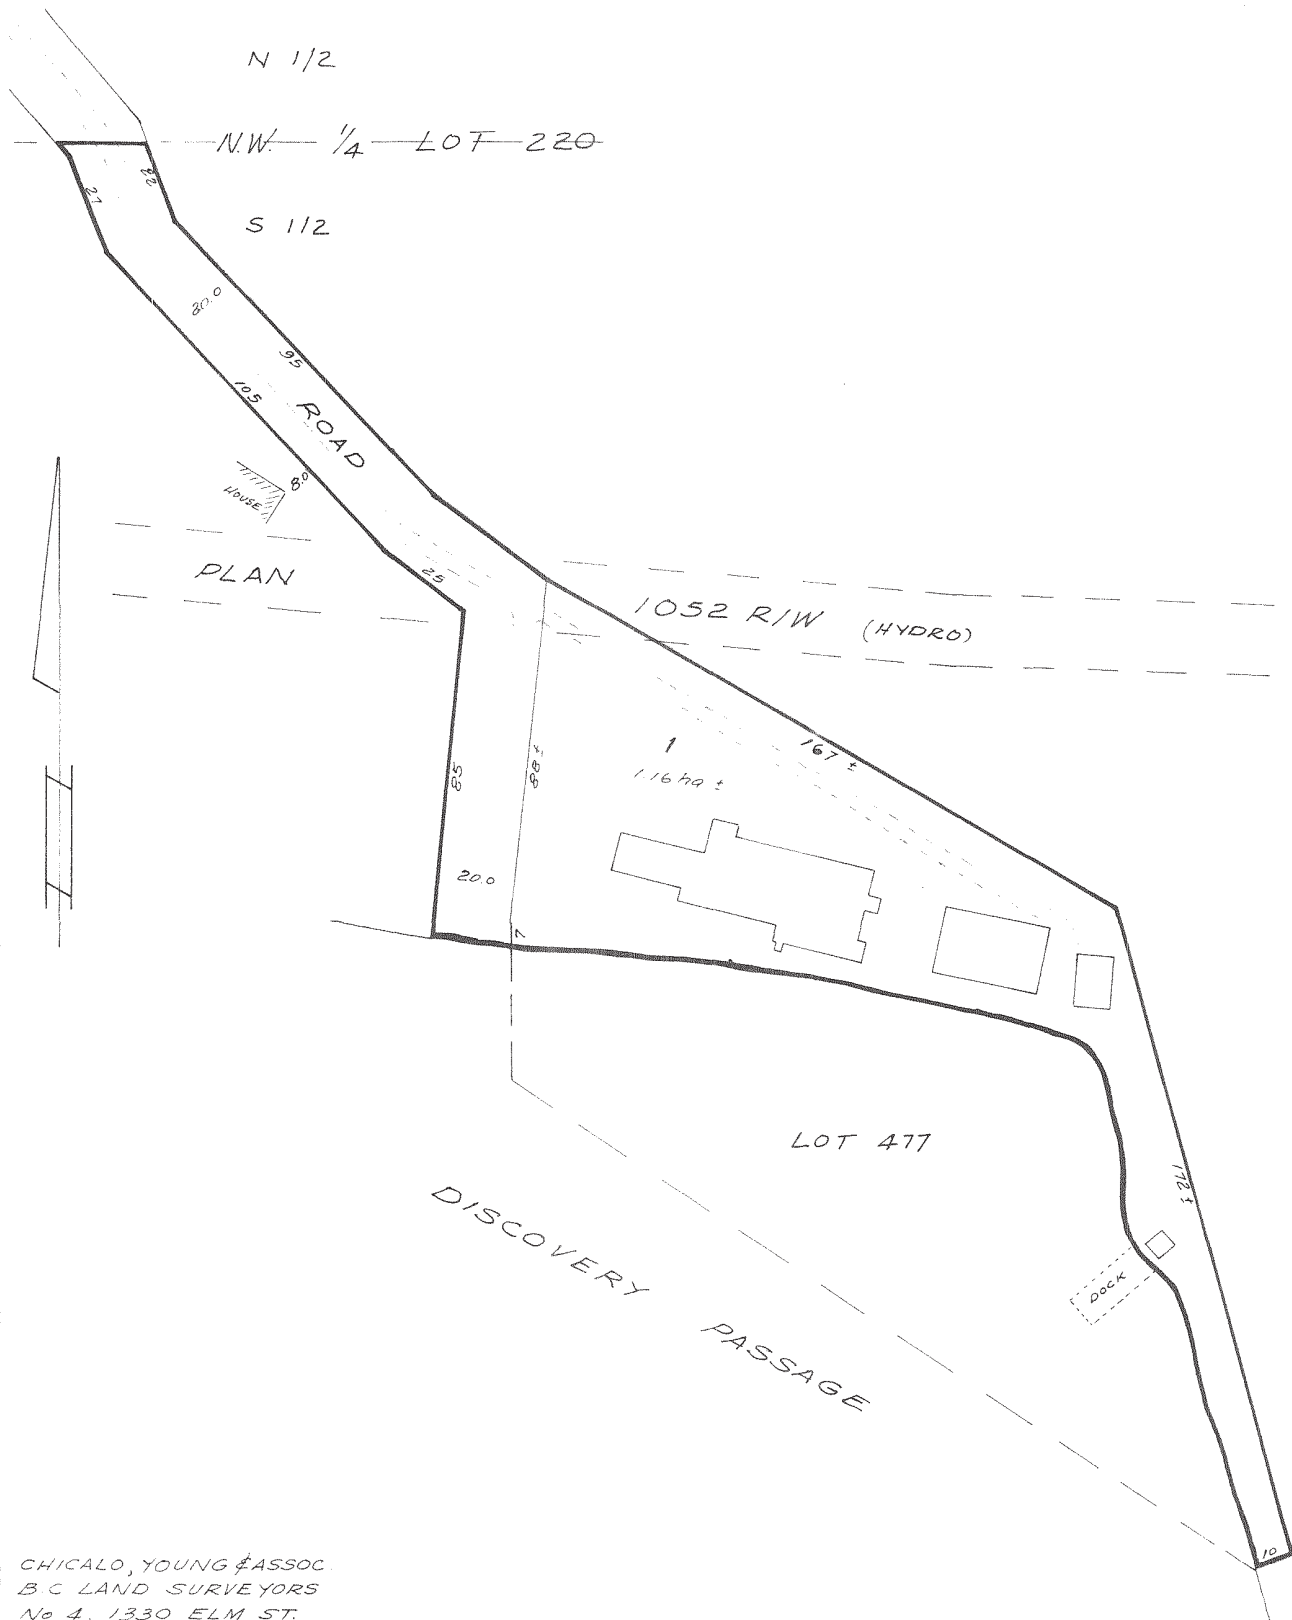 N 1/2
N.W. 1/4 LOT 220
S 1/2
27
22
20.0
95
105
ROAD
8.0
HOUSE
25
PLAN
1052 R/W (HYDRO)
85
88 ±
1
1.16 ha ±
167 ±
20.0
7
LOT 477
172 ±
DISCOVERY PASSAGE
DOCK
10
CHICALO, YOUNG & ASSOC.
B.C LAND SURVEYORS
No 4. 1330 ELM ST.